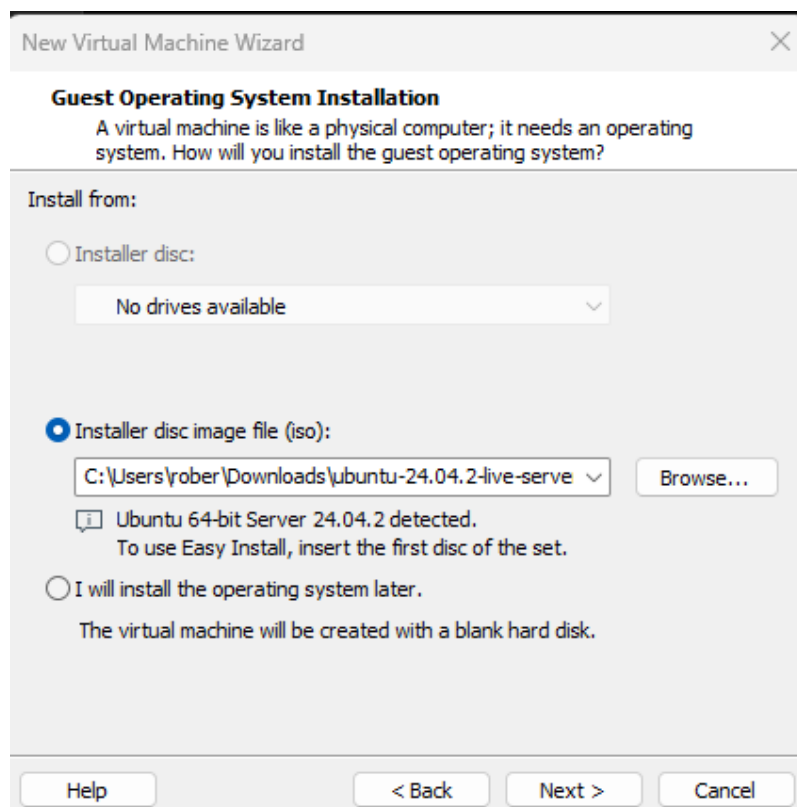 New Virtual Machine Wizard
Guest Operating System Installation
A virtual machine is like a physical computer; it needs an operating
system. How will you install the guest operating system?
Install from:
Installer disc:
No drives available
Installer disc image file (iso):
C:\Users\rober\Downloads\ubuntu-24.04.2-live-serve
Browse...
Ubuntu 64-bit Server 24.04.2 detected.
To use Easy Install, insert the first disc of the set.
I will install the operating system later.
The virtual machine will be created with a blank hard disk.
Help
< Back
Next >
Cancel